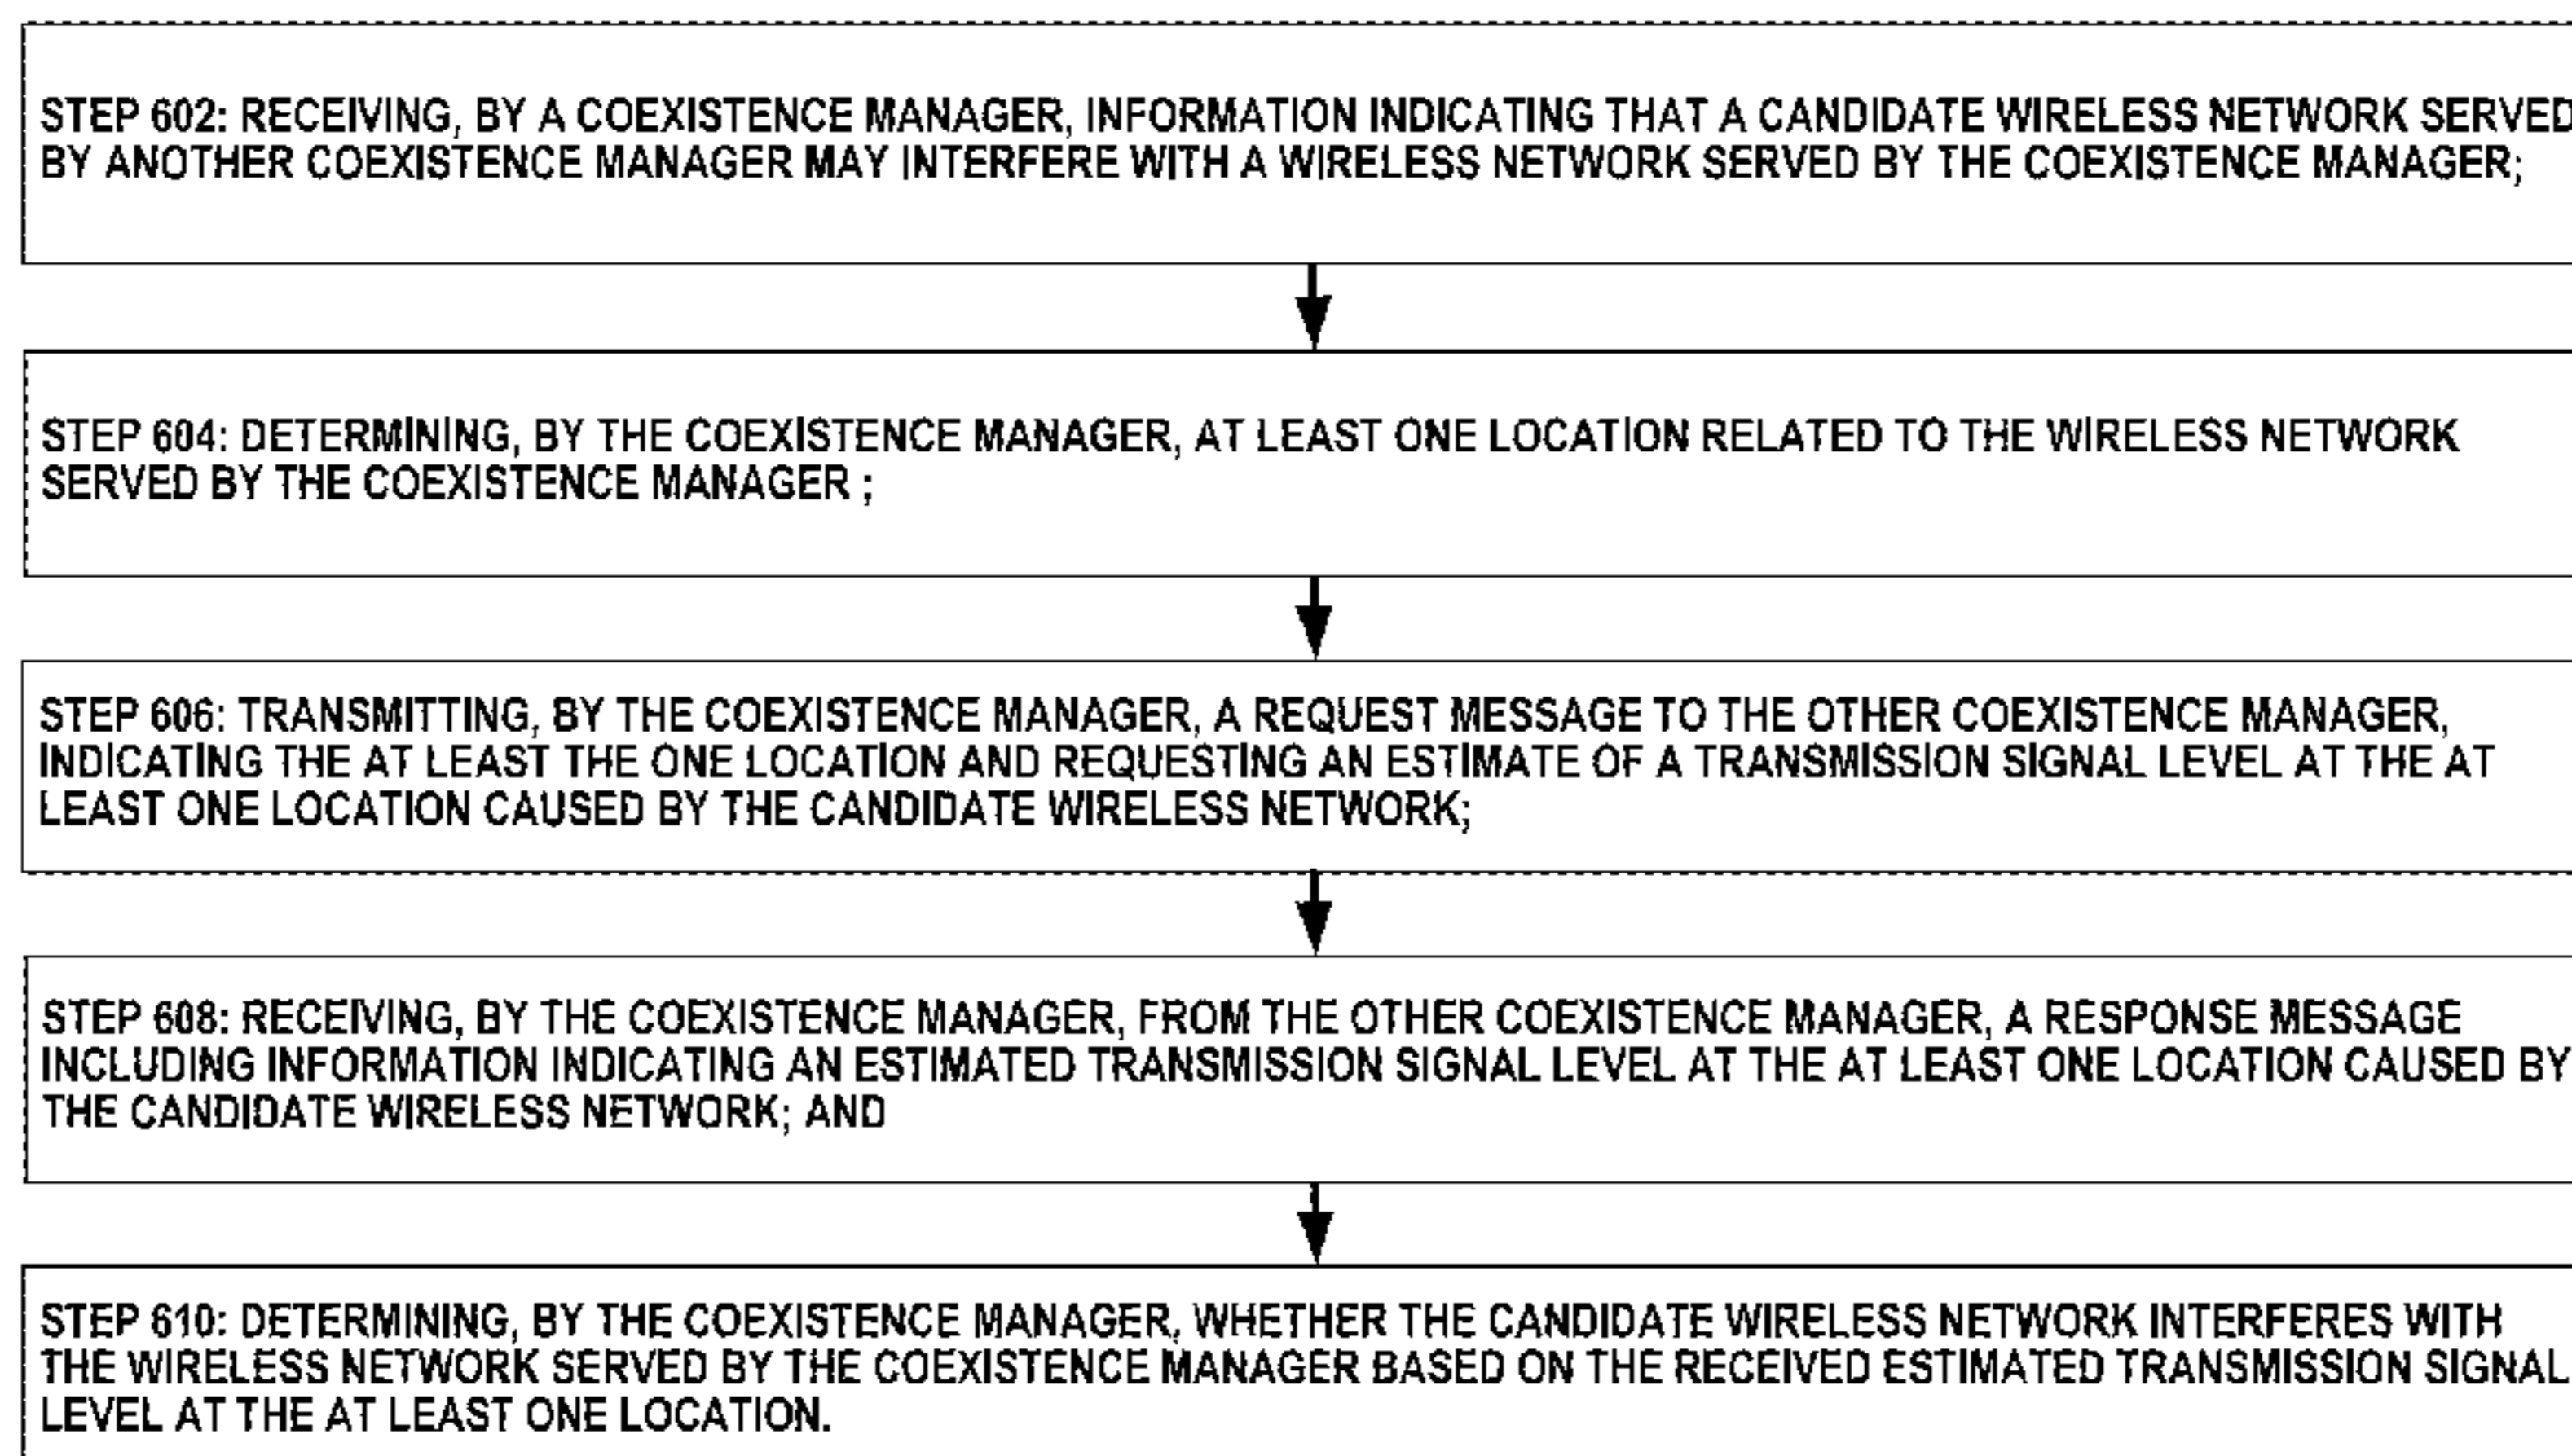 STEP 602: RECEIVING, BY A COEXISTENCE MANAGER, INFORMATION INDICATING THAT A CANDIDATE WIRELESS NETWORK SERVED
BY ANOTHER COEXISTENCE MANAGER MAY INTERFERE WITH A WIRELESS NETWORK SERVED BY THE COEXISTENCE MANAGER;
STEP 604: DETERMINING, BY THE COEXISTENCE MANAGER, AT LEAST ONE LOCATION RELATED TO THE WIRELESS NETWORK
SERVED BY THE COEXISTENCE MANAGER ;
STEP 606: TRANSMITTING, BY THE COEXISTENCE MANAGER, A REQUEST MESSAGE TO THE OTHER COEXISTENCE MANAGER,
INDICATING THE AT LEAST THE ONE LOCATION AND REQUESTING AN ESTIMATE OF A TRANSMISSION SIGNAL LEVEL AT THE AT
LEAST ONE LOCATION CAUSED BY THE CANDIDATE WIRELESS NETWORK;
STEP 608: RECEIVING, BY THE COEXISTENCE MANAGER, FROM THE OTHER COEXISTENCE MANAGER, A RESPONSE MESSAGE
INCLUDING INFORMATION INDICATING AN ESTIMATED TRANSMISSION SIGNAL LEVEL AT THE AT LEAST ONE LOCATION CAUSED BY
THE CANDIDATE WIRELESS NETWORK; AND
STEP 610: DETERMINING, BY THE COEXISTENCE MANAGER, WHETHER THE CANDIDATE WIRELESS NETWORK INTERFERES WITH
THE WIRELESS NETWORK SERVED BY THE COEXISTENCE MANAGER BASED ON THE RECEIVED ESTIMATED TRANSMISSION SIGNAL
LEVEL AT THE AT LEAST ONE LOCATION.